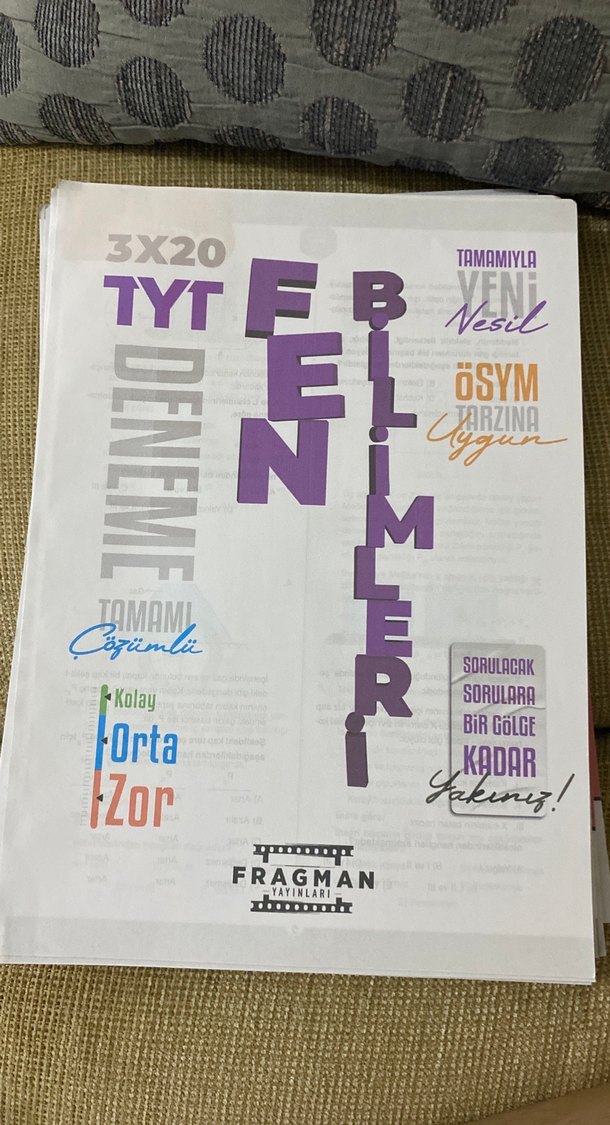 3X20
TYT
DENEME
TAMAMI
Çözümlü
Kolay
Orta
Zor
FEN
BİLİMLERİ
TAMAMIYLA
YENİ
Nesil
ÖSYM
TARZINA
Uygun
SORULACAK
SORULARA
BİR GÖLGE
KADAR
Yakınız!
FRAGMAN
YAYINLARI